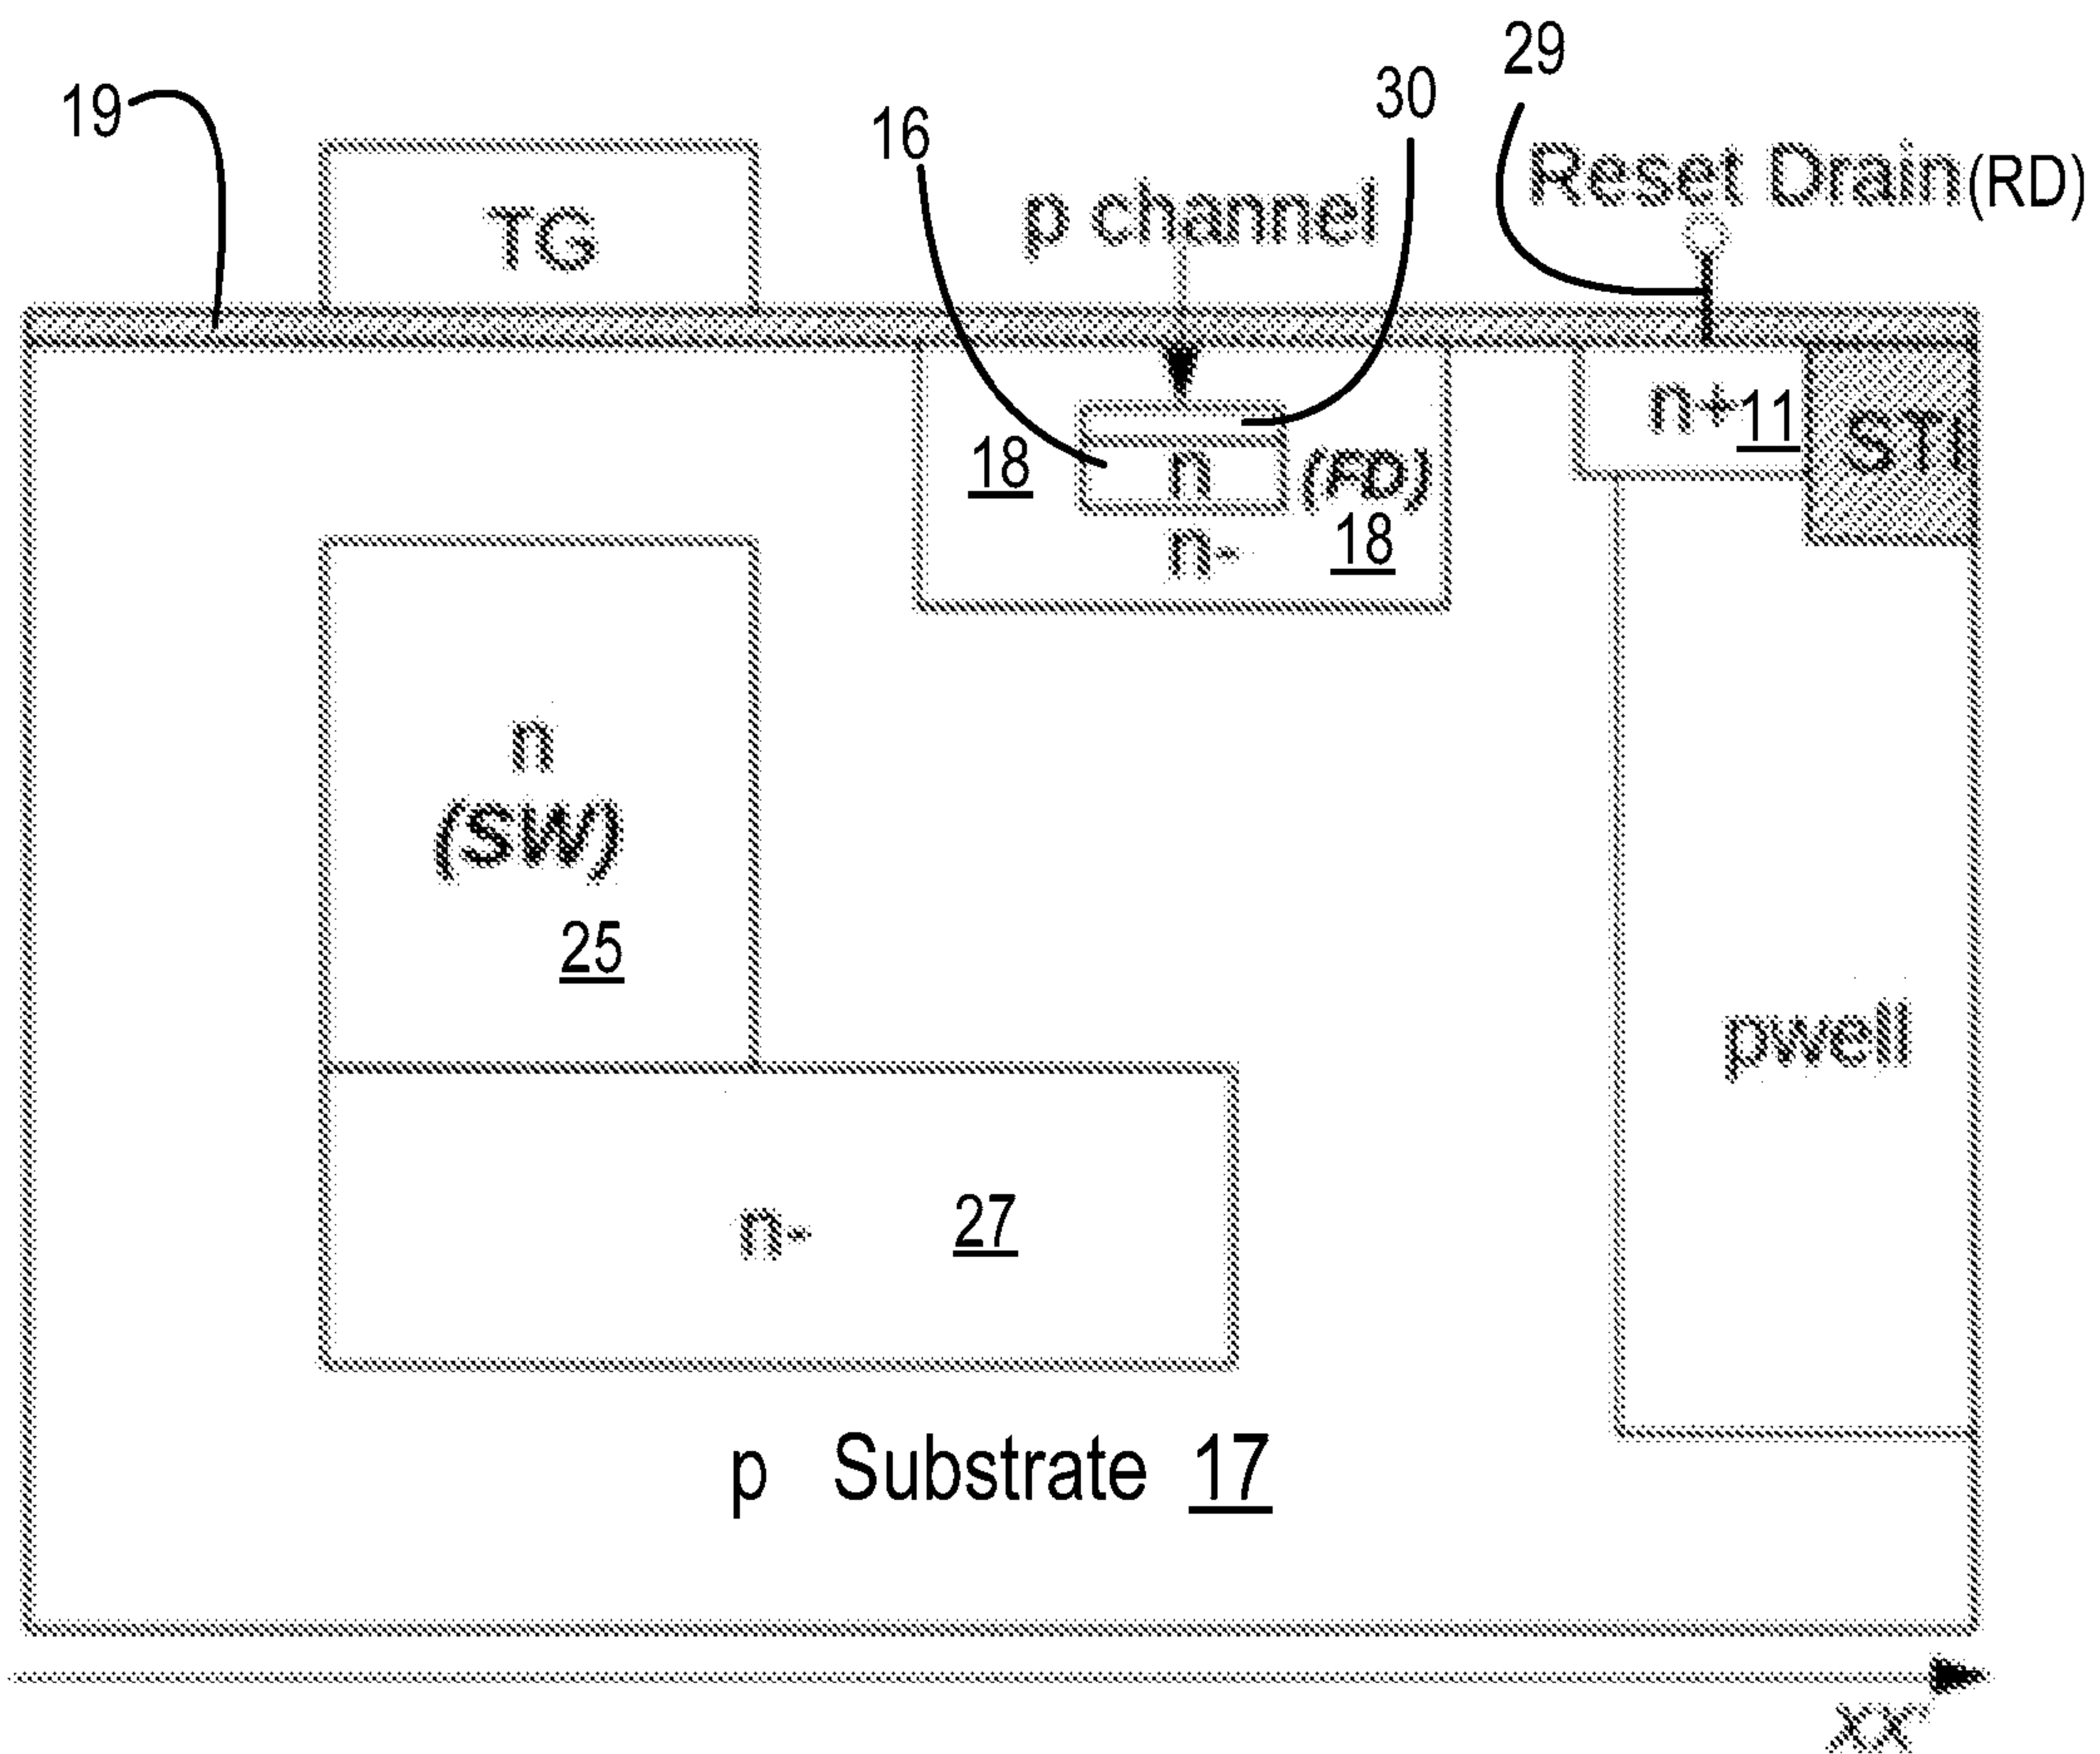 29
30
19
16
Reset Drain (RD)
p channel
TG
n+ 11
STI
18
n
(FD)
18
n-
n
(SW)
25
pwell
n- 27
p Substrate 17
XX'